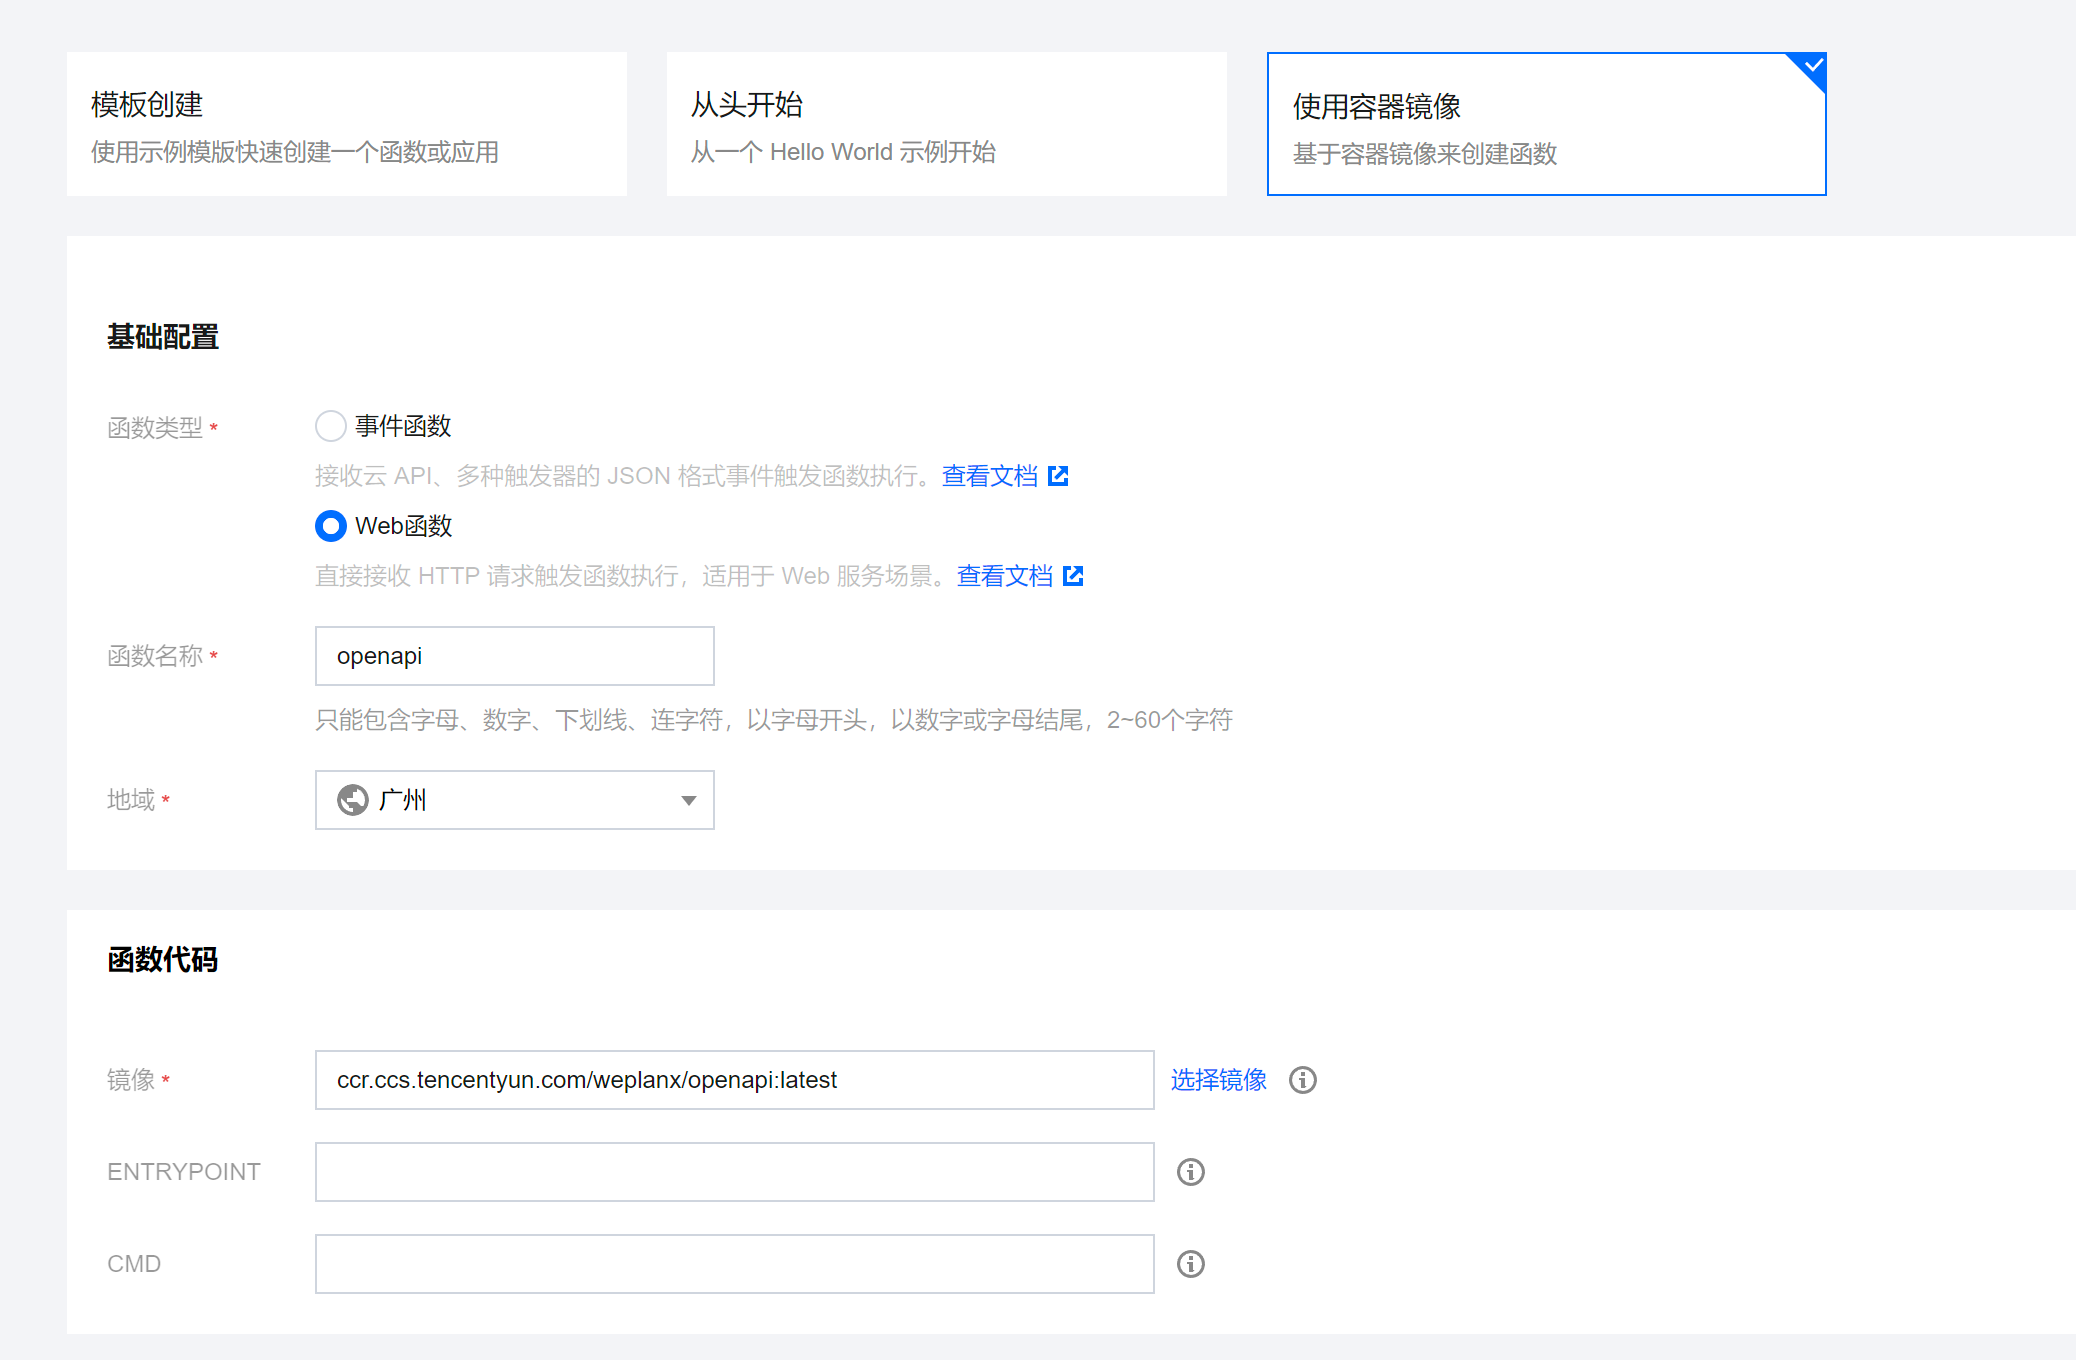 模板创建
使用示例模版快速创建一个函数或应用
从头开始
从一个 Hello World 示例开始
使用容器镜像
基于容器镜像来创建函数
基础配置
函数类型 *
事件函数
接收云 API、多种触发器的 JSON 格式事件触发函数执行。查看文档
Web函数
直接接收 HTTP 请求触发函数执行，适用于 Web 服务场景。查看文档
函数名称 *
openapi
只能包含字母、数字、下划线、连字符，以字母开头，以数字或字母结尾，2~60个字符
地域 *
广州
函数代码
镜像 *
ccr.ccs.tencentyun.com/weplanx/openapi:latest
选择镜像
ENTRYPOINT
CMD